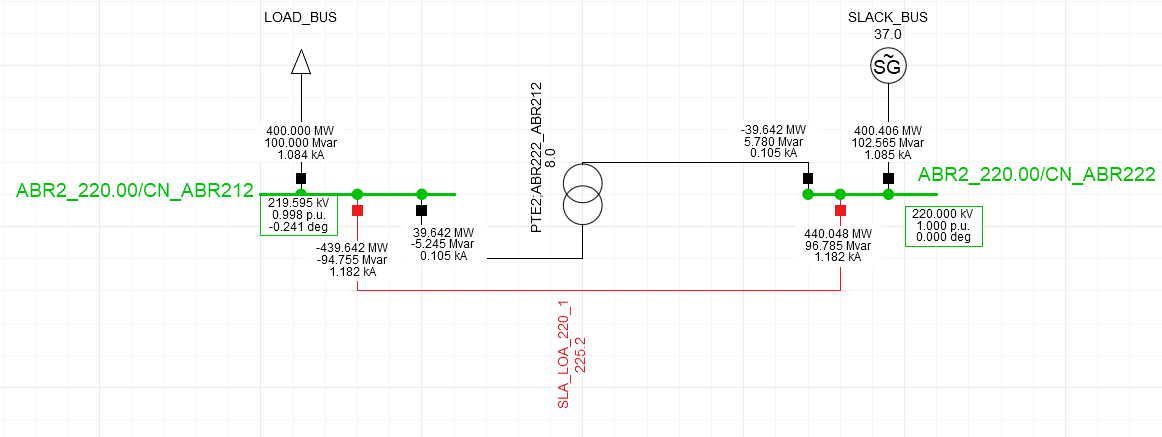 LOAD_BUS
SLACK_BUS
37.0
SG
~
PTE2:ABR222_ABR212
8.0
400.000 MW
100.000 Mvar
1.084 kA
-39.642 MW
5.780 Mvar
0.105 kA
400.406 MW
102.565 Mvar
1.085 kA
ABR2_220.00/CN_ABR212
ABR2_220.00/CN_ABR222
219.595 kV
0.998 p.u.
-0.241 deg
220.000 kV
1.000 p.u.
0.000 deg
-439.642 MW
-94.755 Mvar
1.182 kA
39.642 MW
-5.245 Mvar
0.105 kA
440.048 MW
96.785 Mvar
1.182 kA
SLA_LOA_220_1
225.2